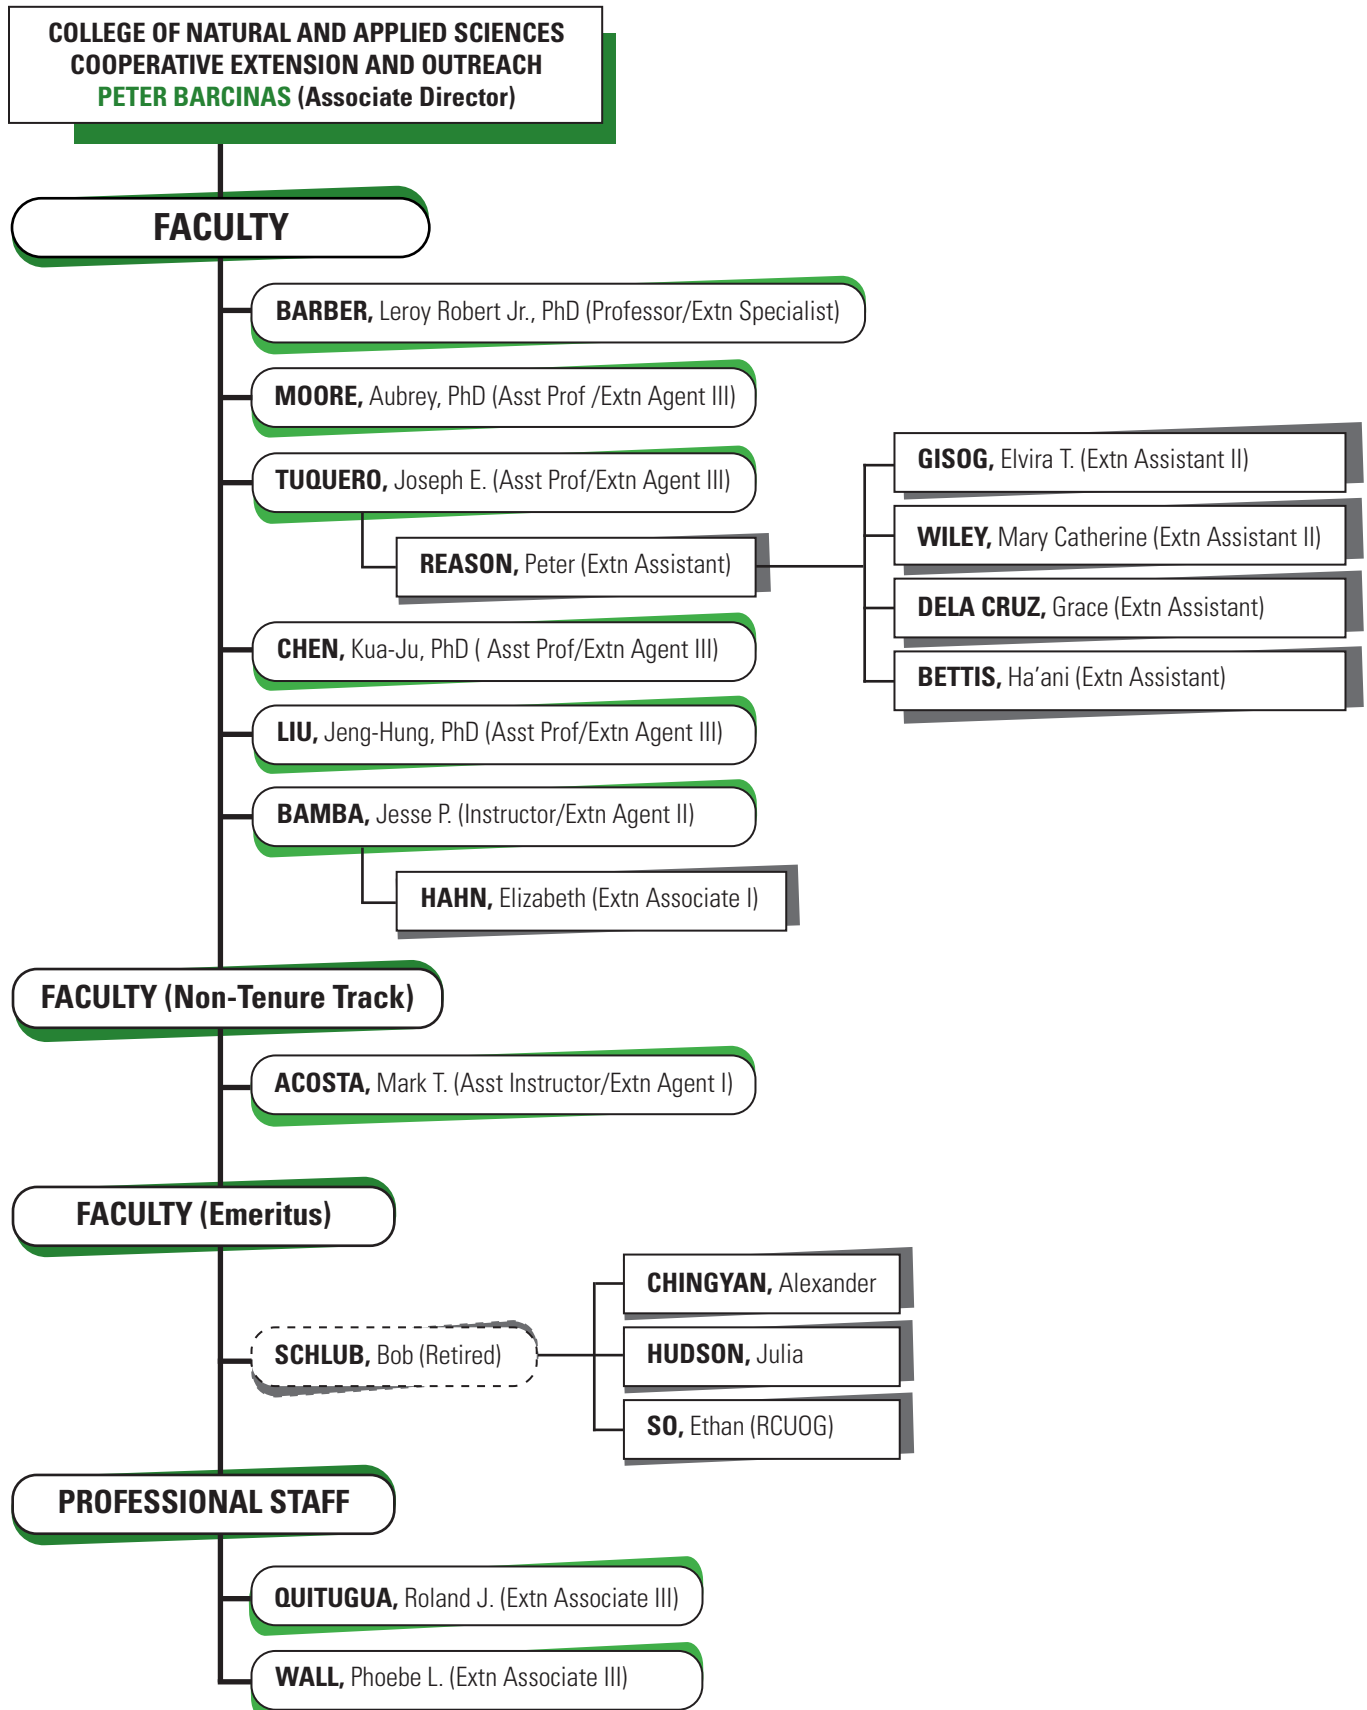 COLLEGE OF NATURAL AND APPLIED SCIENCES
COOPERATIVE EXTENSION AND OUTREACH
PETER BARCINAS (Associate Director)
FACULTY
BARBER, Leroy Robert Jr., PhD (Professor/Extn Specialist)
MOORE, Aubrey, PhD (Asst Prof /Extn Agent III)
TUQUERO, Joseph E. (Asst Prof/Extn Agent III)
REASON, Peter (Extn Assistant)
GISOG, Elvira T. (Extn Assistant II)
WILEY, Mary Catherine (Extn Assistant II)
DELA CRUZ, Grace (Extn Assistant)
BETTIS, Ha’ani (Extn Assistant)
CHEN, Kua-Ju, PhD ( Asst Prof/Extn Agent III)
LIU, Jeng-Hung, PhD (Asst Prof/Extn Agent III)
BAMBA, Jesse P. (Instructor/Extn Agent II)
HAHN, Elizabeth (Extn Associate I)
FACULTY (Non-Tenure Track)
ACOSTA, Mark T. (Asst Instructor/Extn Agent I)
FACULTY (Emeritus)
SCHLUB, Bob (Retired)
CHINGYAN, Alexander
HUDSON, Julia
SO, Ethan (RCUOG)
PROFESSIONAL STAFF
QUITUGUA, Roland J. (Extn Associate III)
WALL, Phoebe L. (Extn Associate III)